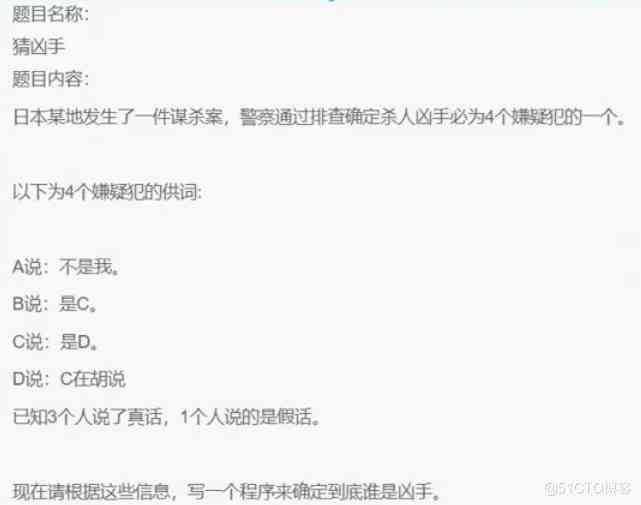 题目名称：
猜凶手
题目内容：
日本某地发生了一件谋杀案，警察通过排查确定杀人凶手必为4个嫌疑犯的一个。
以下为4个嫌疑犯的供词:
A说：不是我。
B说：是C。
C说：是D。
D说：C在胡说
已知3个人说了真话，1个人说的是假话。
现在请根据这些信息，写一个程序来确定到底谁是凶手。
@51CTO博客